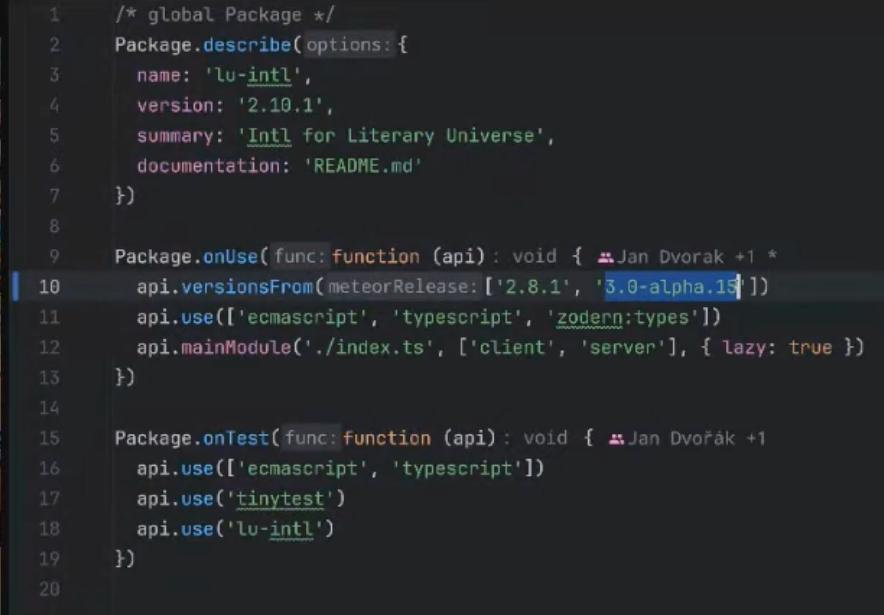 1 /* global Package */
2 Package.describe( options: {
3 name: 'lu-intl',
4 version: '2.10.1',
5 summary: 'Intl for Literary Universe',
6 documentation: 'README.md'
7 })
8
9 Package.onUse( func: function (api) : void { Jan Dvorak +1 *
10 api.versionsFrom( meteorRelease: ['2.8.1', '3.0-alpha.15'])
11 api.use(['ecmascript', 'typescript', 'zodern:types'])
12 api.mainModule('./index.ts', ['client', 'server'], { lazy: true })
13 })
14
15 Package.onTest( func: function (api) : void { Jan Dvořák +1
16 api.use(['ecmascript', 'typescript'])
17 api.use('tinytest')
18 api.use('lu-intl')
19 })
20